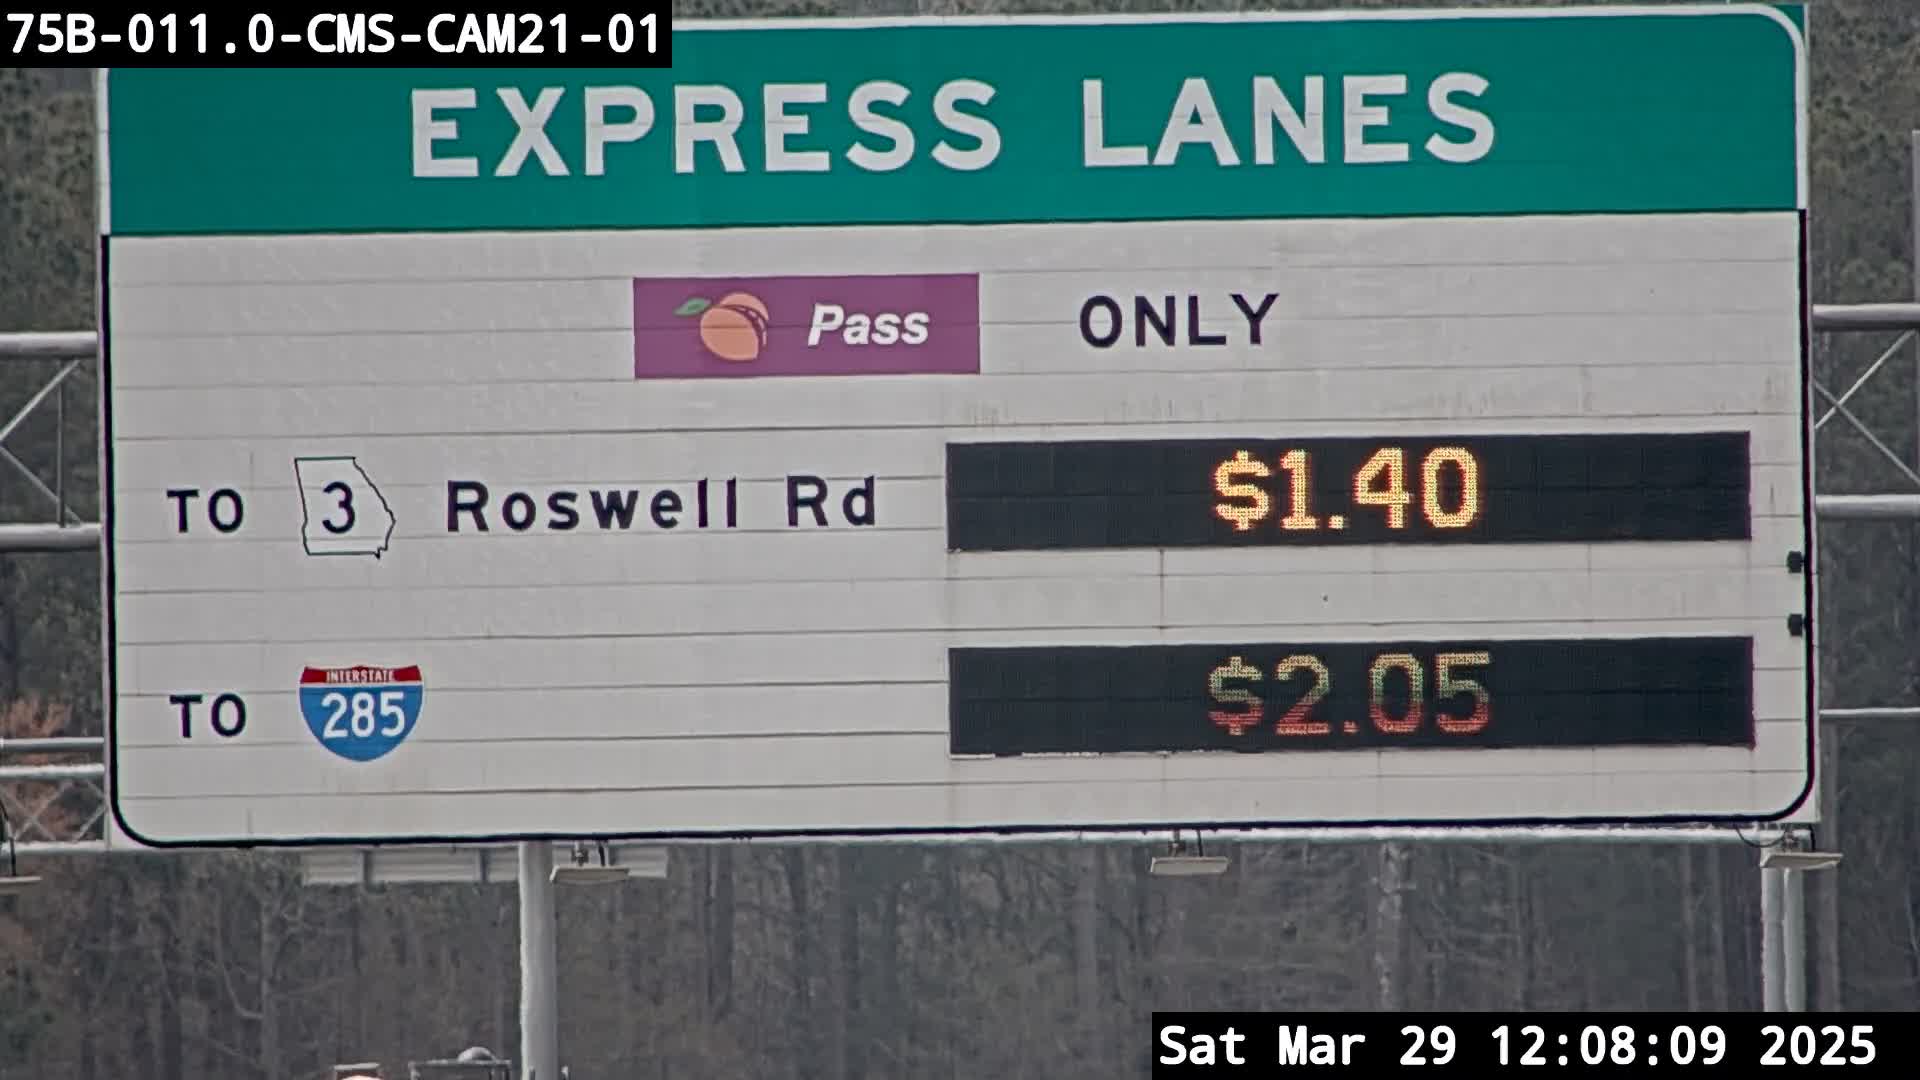 75B-011.0-CMS-CAM21-01
EXPRESS LANES
Pass ONLY
TO 3 Roswell Rd $1.40
TO INTERSTATE 285 $2.05
Sat Mar 29 12:08:09 2025